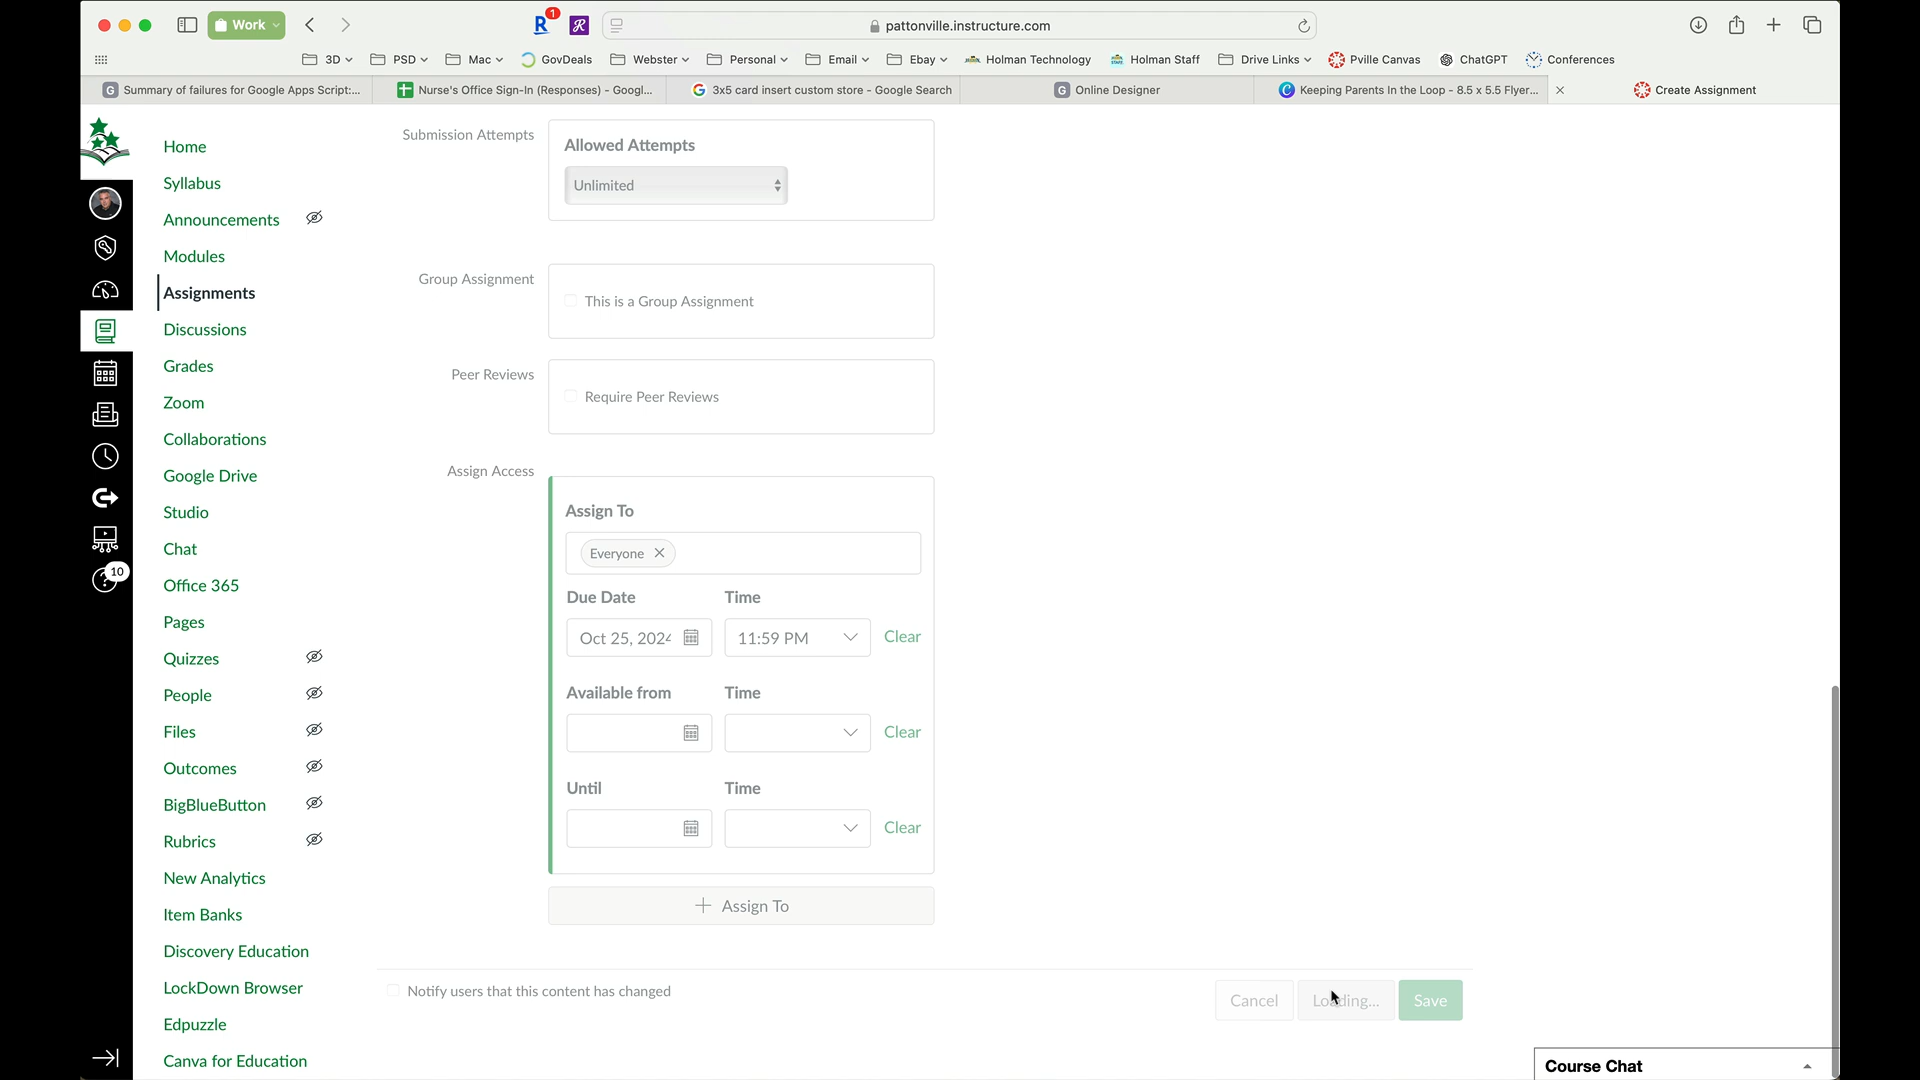 Work
1
pattonville.instructure.com
3D
PSD
Mac
GovDeals
Webster
Personal
Email
Ebay
Holman Technology
Holman Staff
Drive Links
Pville Canvas
ChatGPT
Conferences
Summary of failures for Google Apps Script:...
Nurse's Office Sign-In (Responses) - Googl...
3x5 card insert custom store - Google Search
Online Designer
Keeping Parents In the Loop - 8.5 x 5.5 Flyer...
Create Assignment
10
Home
Syllabus
Announcements
Modules
Assignments
Discussions
Grades
Zoom
Collaborations
Google Drive
Studio
Chat
Office 365
Pages
Quizzes
People
Files
Outcomes
BigBlueButton
Rubrics
New Analytics
Item Banks
Discovery Education
LockDown Browser
Edpuzzle
Canva for Education
Submission Attempts
Allowed Attempts
Unlimited
Group Assignment
This is a Group Assignment
Peer Reviews
Require Peer Reviews
Assign Access
Assign To
Everyone
Due Date Time
Oct 25, 2024 11:59 PM Clear
Available from Time
Clear
Until Time
Clear
Assign To
Notify users that this content has changed
Cancel
Loading...
Save
Course Chat